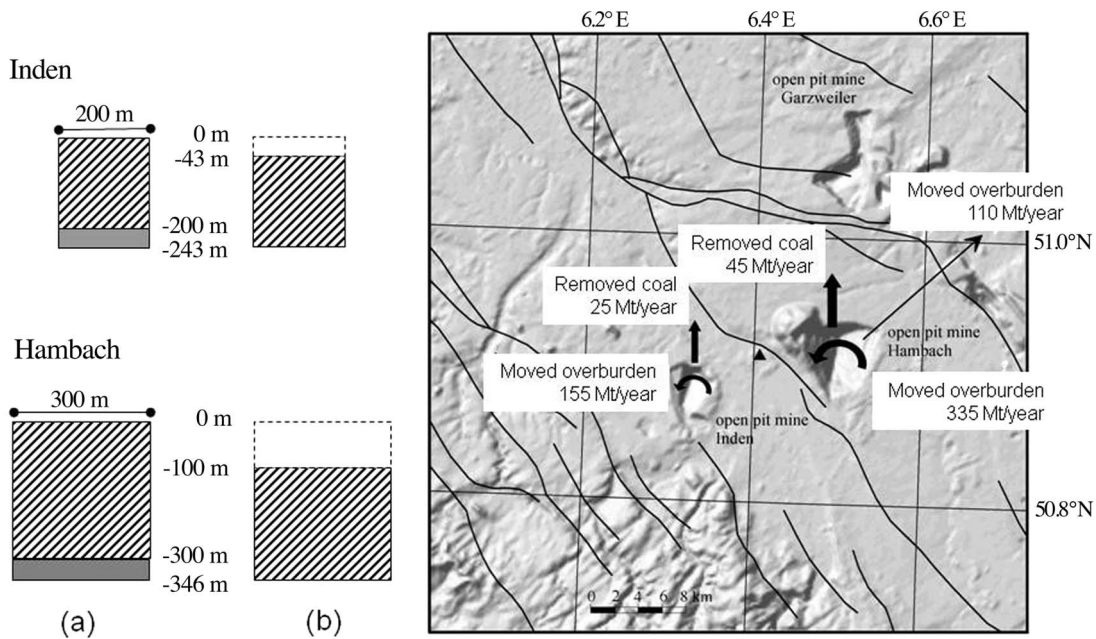 Inden
200 m
0 m
-43 m
-200 m
-243 m
Hambach
300 m
0 m
-100 m
-300 m
-346 m
(a)
(b)
6.2° E
6.4° E
6.6° E
open pit mine
Garzweiler
Moved overburden
110 Mt/year
51.0°N
Removed coal
45 Mt/year
Removed coal
25 Mt/year
open pit mine
Hambach
Moved overburden
155 Mt/year
Moved overburden
335 Mt/year
open pit mine
Inden
50.8°N
0 2 4 6 8 km